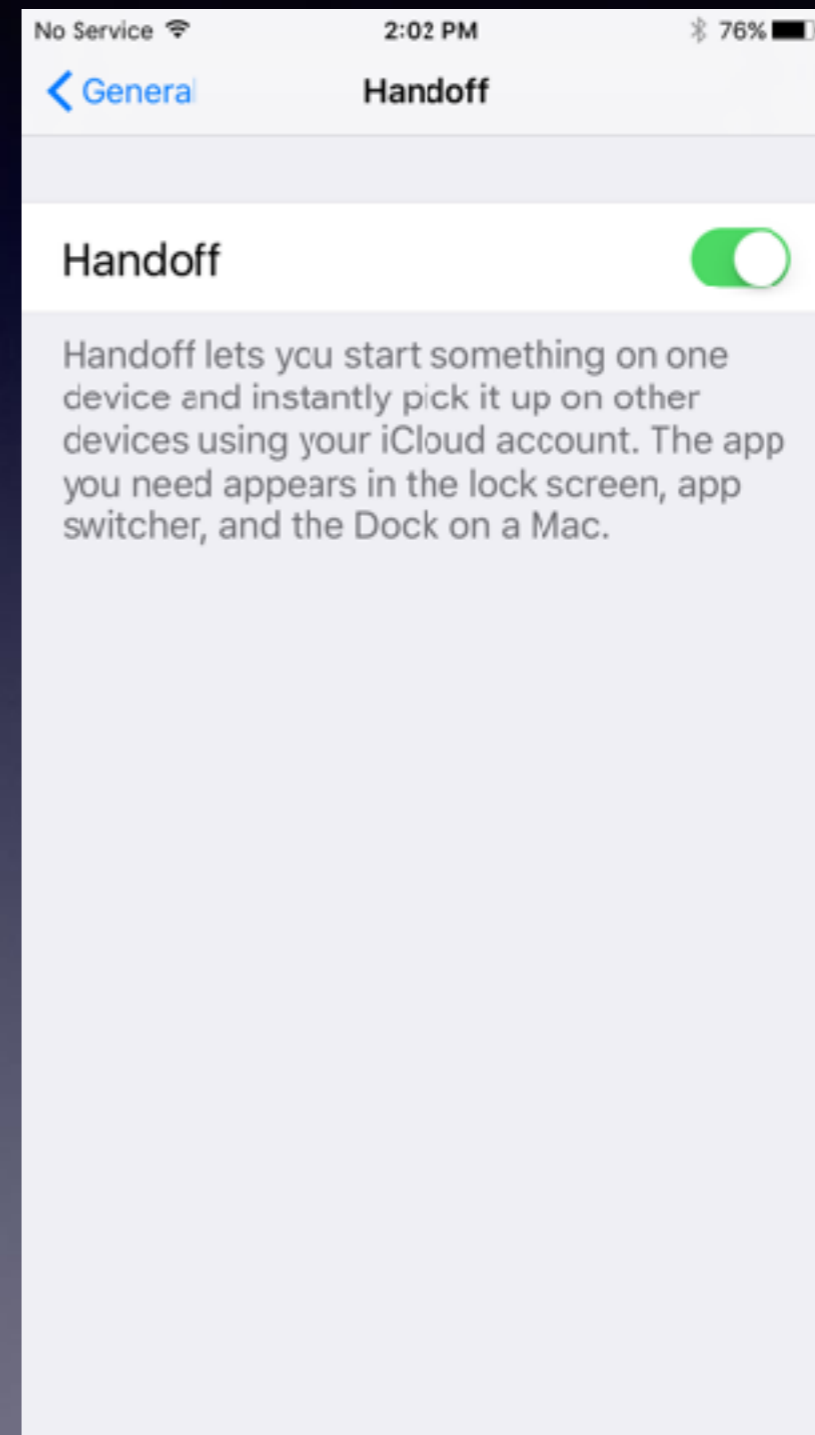 No Service 2:02 PM 76%
General Handoff
Handoff
Handoff lets you start something on one
device and instantly pick it up on other
devices using your iCloud account. The app
you need appears in the lock screen, app
switcher, and the Dock on a Mac.